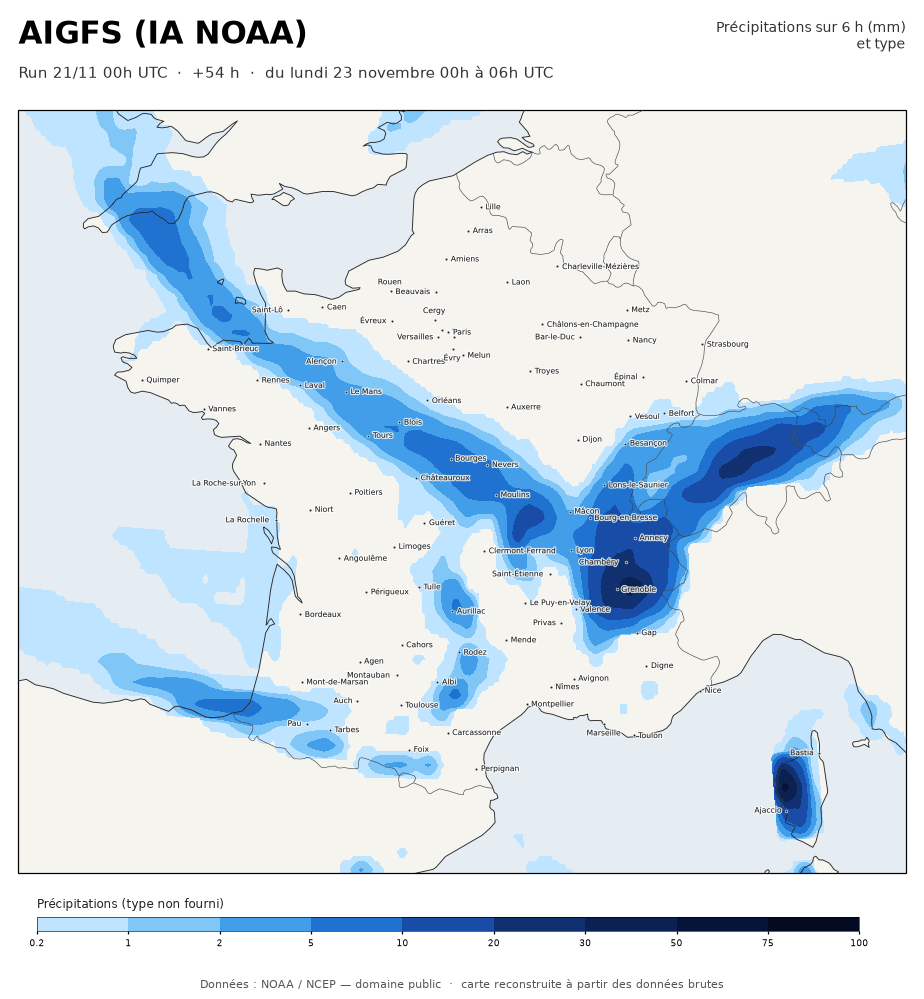 AIGFS (IA NOAA)
Précipitations sur 6 h (mm)
et type
Run 21/11 00h UTC · +54 h · du lundi 23 novembre 00h à 06h UTC
Lille
Arras
Amiens
Charleville-Mézières
Rouen
Laon
Beauvais
Saint-Lô
Caen
Cergy
Metz
Évreux
Châlons-en-Champagne
Versailles
Paris
Bar-le-Duc
Nancy
Strasbourg
Saint-Brieuc
Alençon
Chartres
Évry
Melun
Quimper
Rennes
Laval
Le Mans
Troyes
Chaumont
Épinal
Colmar
Orléans
Vannes
Auxerre
Angers
Blois
Vesoul
Belfort
Nantes
Tours
Dijon
Besançon
Bourges
Nevers
La Roche-sur-Yon
Châteauroux
Lons-le-Saunier
Poitiers
Moulins
Niort
Mâcon
La Rochelle
Guéret
Bourg-en-Bresse
Annecy
Limoges
Clermont-Ferrand
Lyon
Angoulême
Chambéry
Saint-Étienne
Périgueux
Tulle
Grenoble
Bordeaux
Aurillac
Le Puy-en-Velay
Valence
Privas
Gap
Cahors
Mende
Agen
Rodez
Digne
Mont-de-Marsan
Montauban
Albi
Avignon
Nîmes
Nice
Auch
Toulouse
Montpellier
Pau
Tarbes
Carcassonne
Marseille
Toulon
Foix
Bastia
Perpignan
Ajaccio
Précipitations (type non fourni)
0.2 1 2 5 10 20 30 50 75 100
Données : NOAA / NCEP — domaine public · carte reconstruite à partir des données brutes